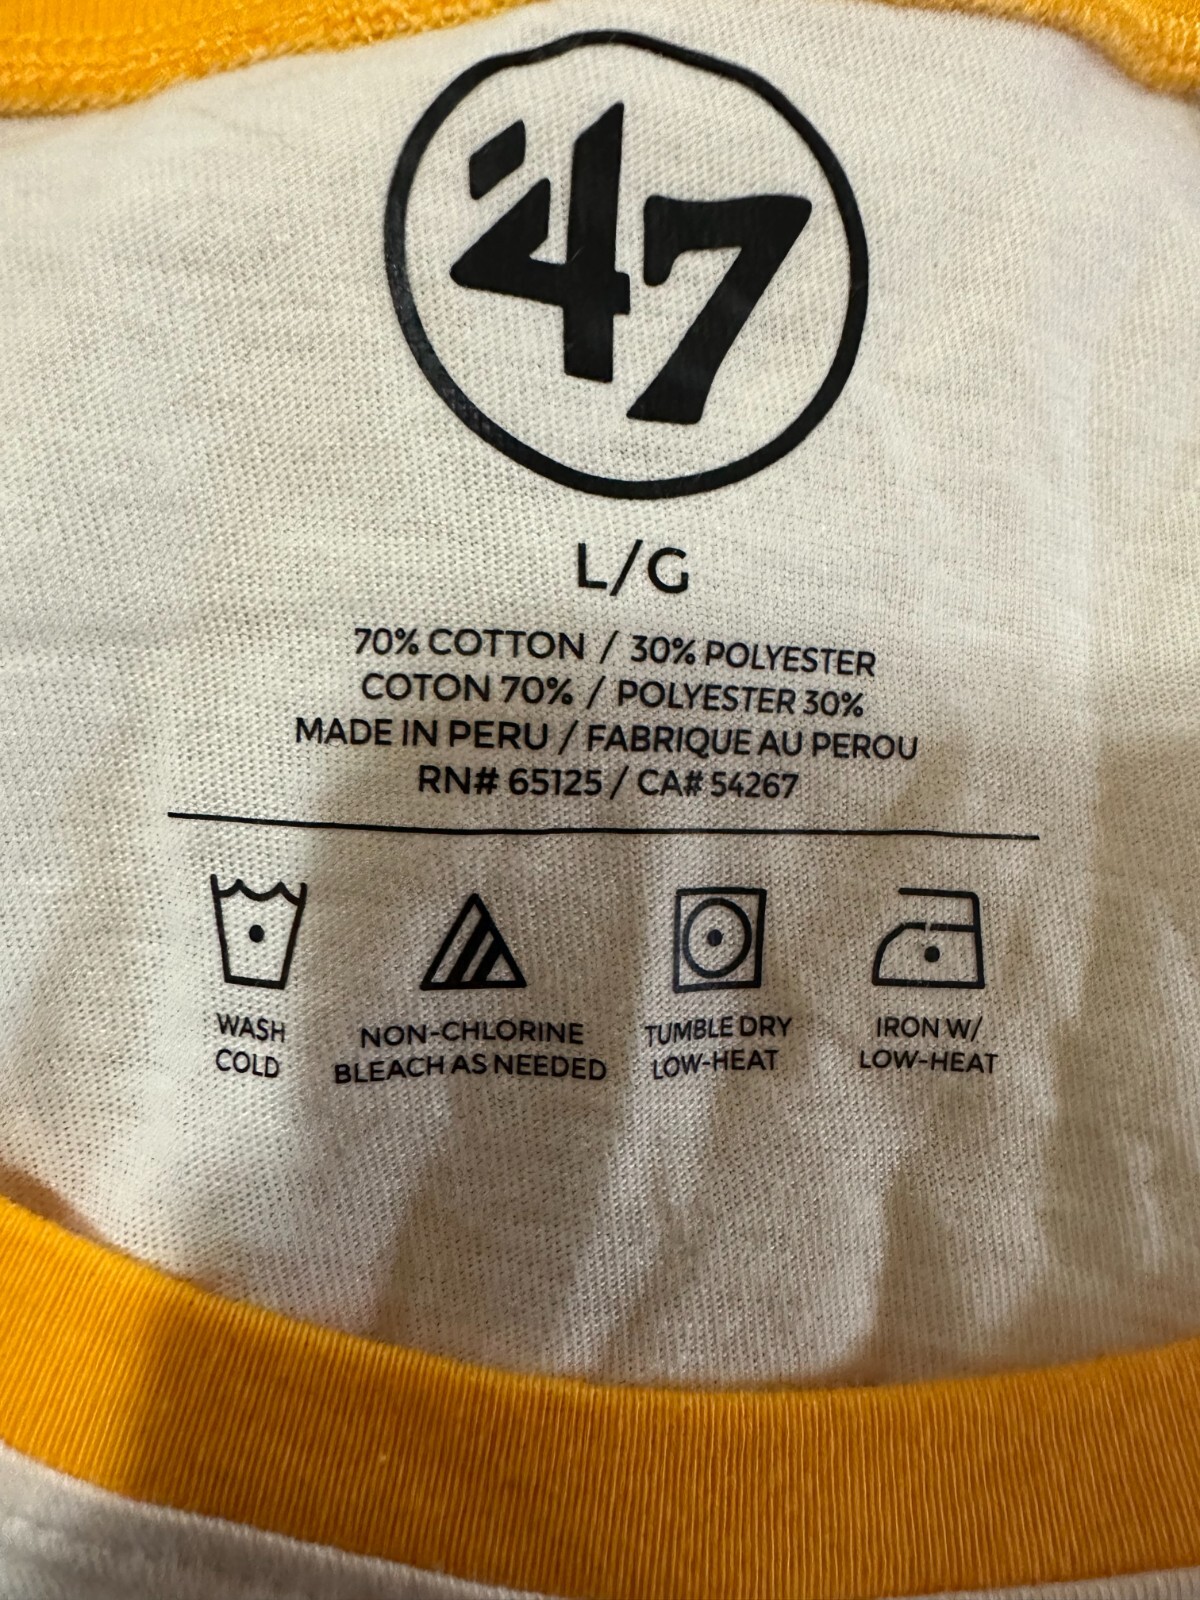 '47
L/G
70% COTTON / 30% POLYESTER
COTON 70% / POLYESTER 30%
MADE IN PERU / FABRIQUE AU PEROU
RN# 65125 / CA# 54267
WASH COLD
NON-CHLORINE BLEACH AS NEEDED
TUMBLE DRY LOW-HEAT
IRON W/ LOW-HEAT